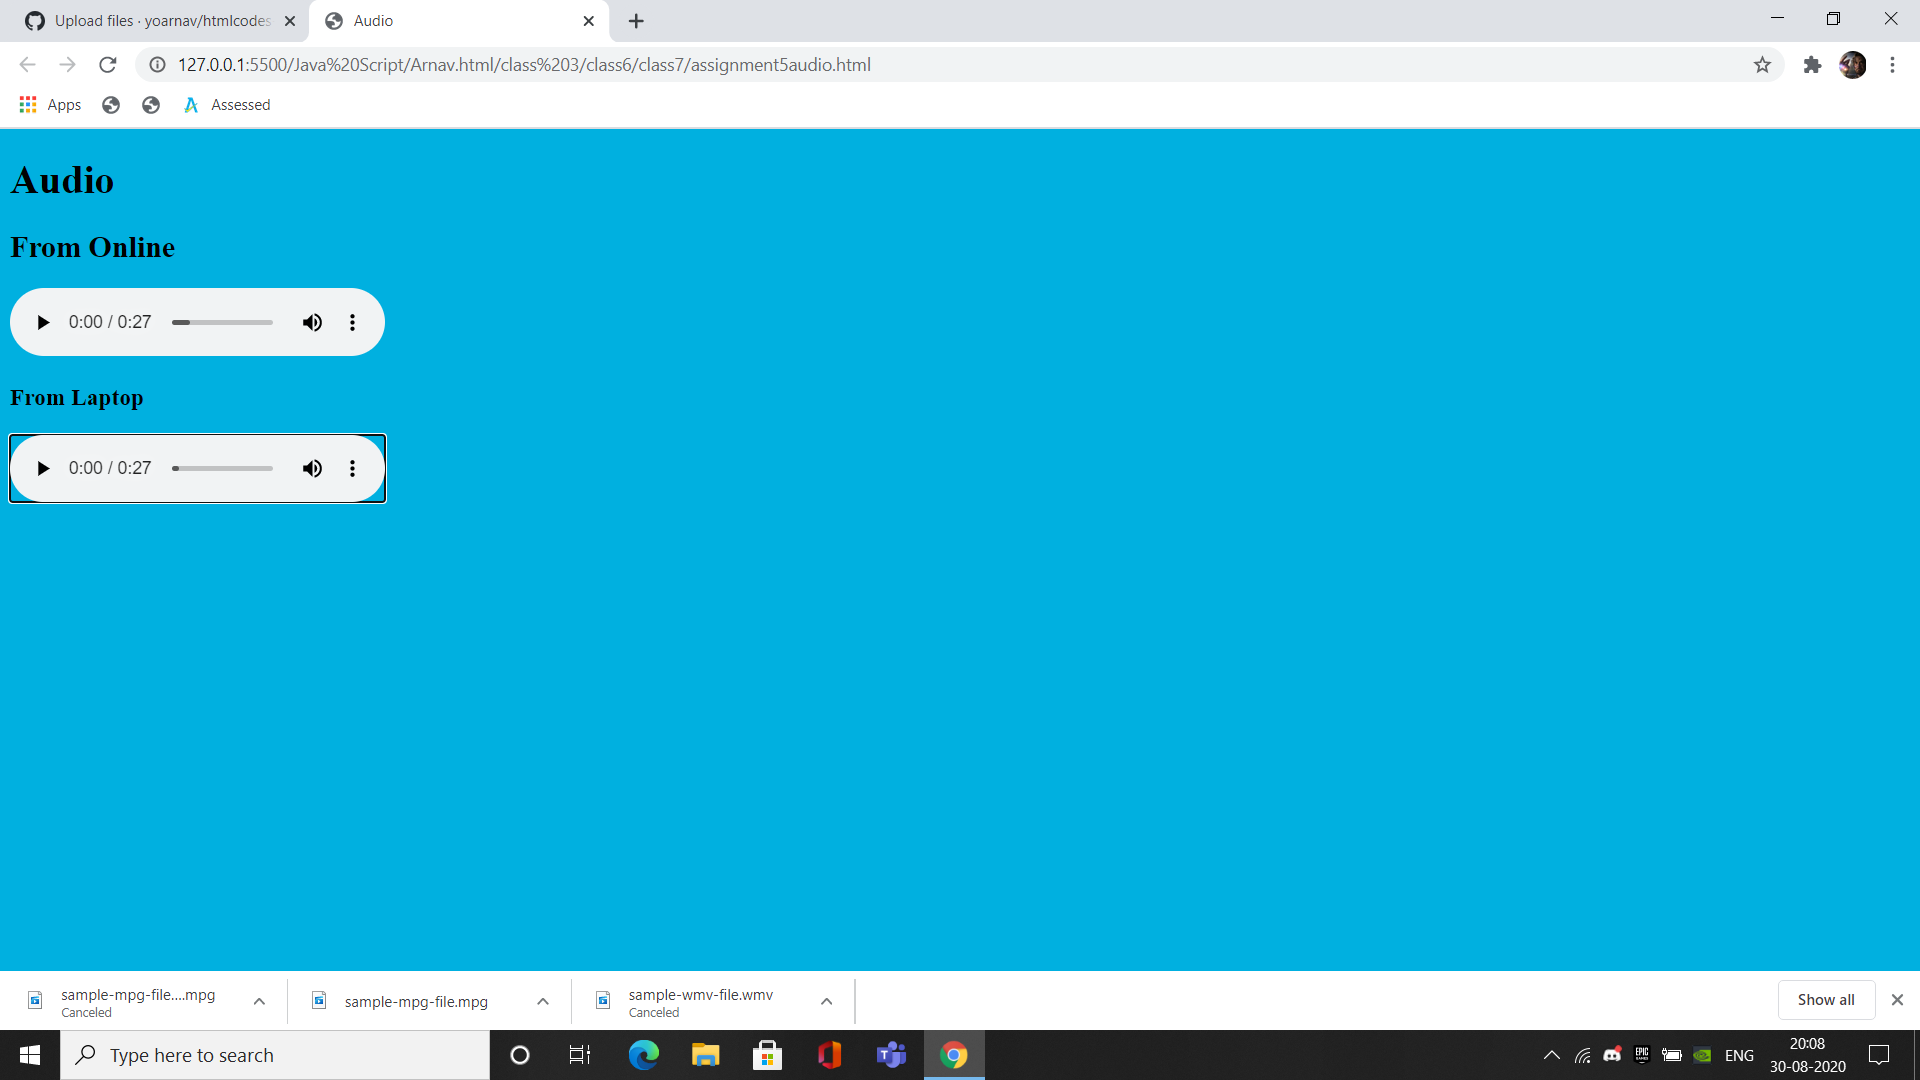 Upload files · yoarnav/htmlcodes
Audio
127.0.0.1:5500/Java%20Script/Arnav.html/class%203/class6/class7/assignment5audio.html
Apps
Assessed
Audio
From Online
0:00 / 0:27
From Laptop
0:00 / 0:27
sample-mpg-file....mpg
Canceled
sample-mpg-file.mpg
sample-wmv-file.wmv
Canceled
Show all
Type here to search
EPIC
ENG
20:08
30-08-2020